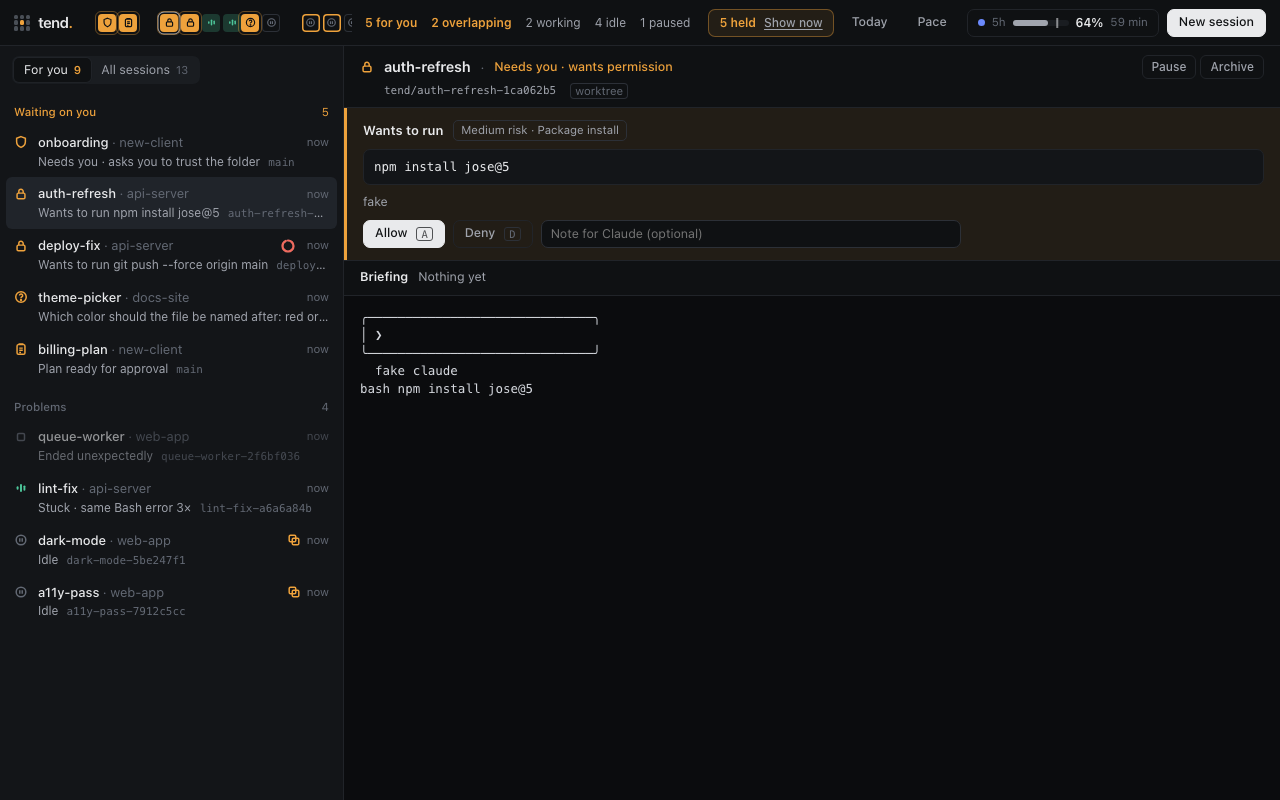 tend. 5 for you 2 overlapping 2 working 4 idle 1 paused 5 held Show now Today Pace 5h 64% 59 min New session
For you 9 All sessions 13
Waiting on you 5
onboarding · new-client now
Needs you · asks you to trust the folder main
auth-refresh · api-server now
Wants to run npm install jose@5 auth-refresh-…
deploy-fix · api-server now
Wants to run git push --force origin main deploy…
theme-picker · docs-site now
Which color should the file be named after: red or…
billing-plan · new-client now
Plan ready for approval main
Problems 4
queue-worker · web-app now
Ended unexpectedly queue-worker-2f6bf036
lint-fix · api-server now
Stuck · same Bash error 3× lint-fix-a6a6a84b
dark-mode · web-app now
Idle dark-mode-5be247f1
a11y-pass · web-app now
Idle a11y-pass-7912c5cc
auth-refresh · Needs you · wants permission Pause Archive
tend/auth-refresh-1ca062b5 worktree
Wants to run Medium risk · Package install
npm install jose@5
fake
Allow A Deny D Note for Claude (optional)
Briefing Nothing yet
❯
fake claude
bash npm install jose@5